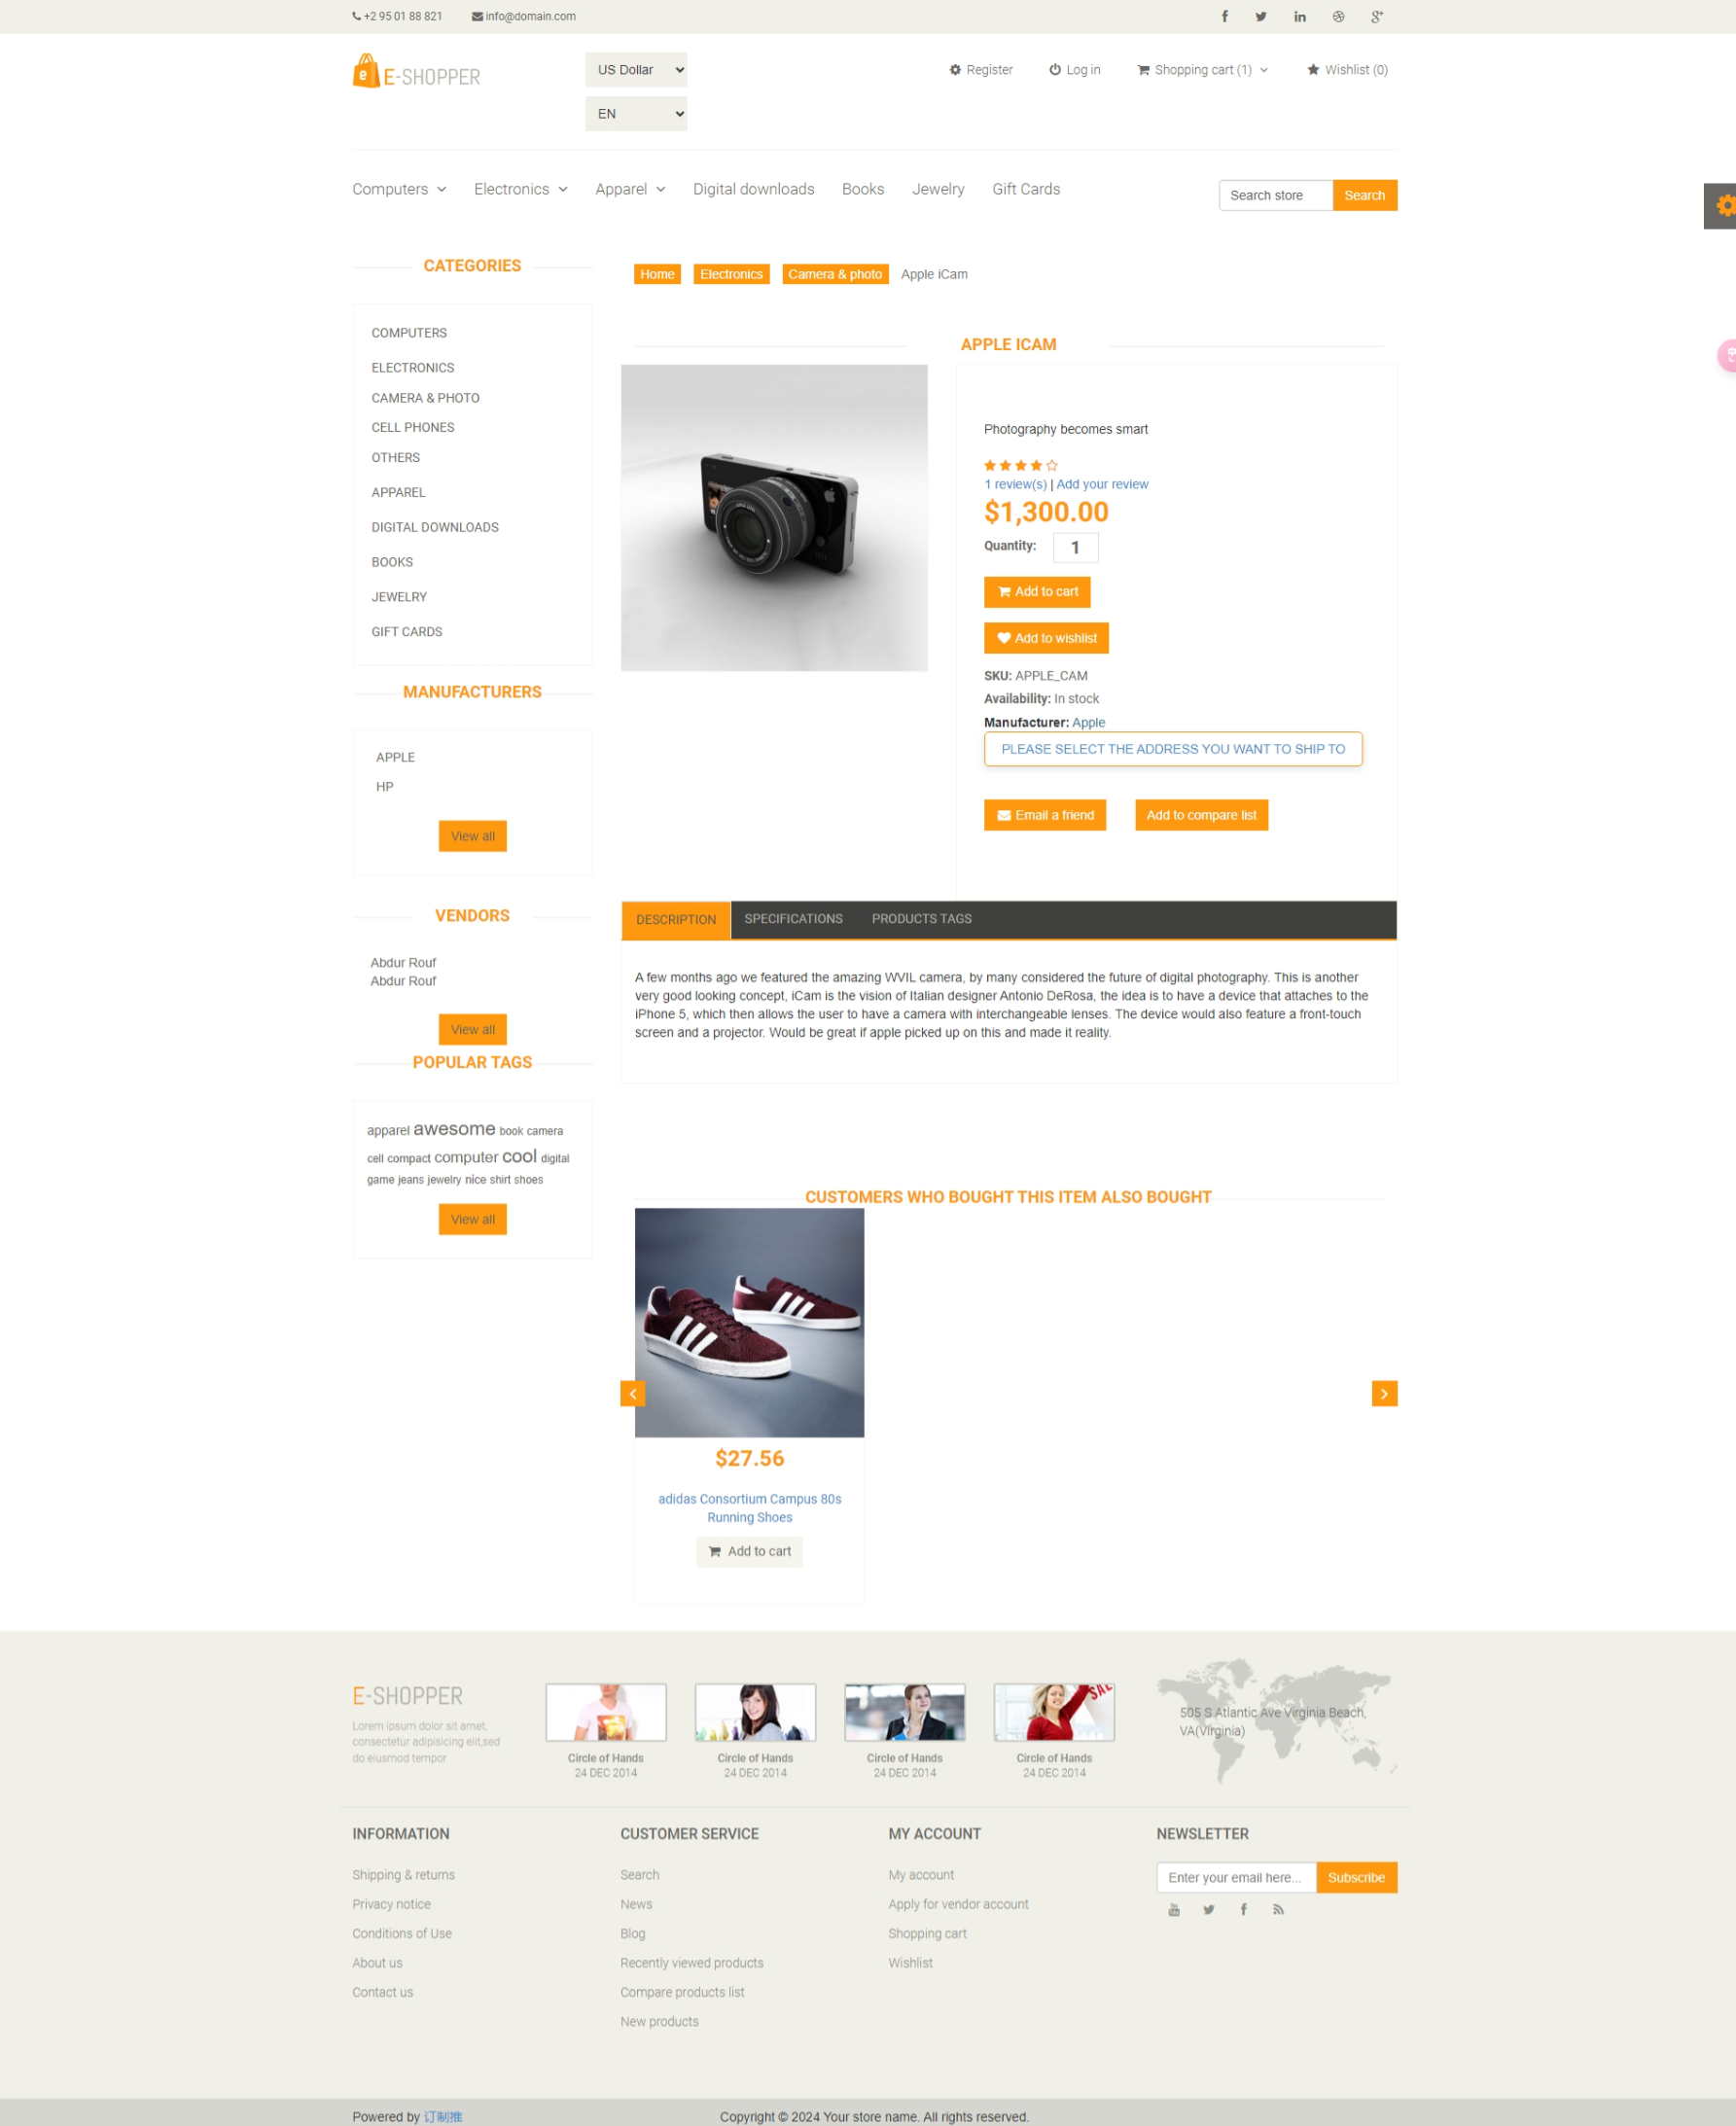 +2 95 01 88 821
info@domain.com
E-SHOPPER
US Dollar
EN
Register
Log in
Shopping cart (1)
Wishlist (0)
Computers
Electronics
Apparel
Digital downloads
Books
Jewelry
Gift Cards
Search store
Search
CATEGORIES
COMPUTERS
ELECTRONICS
CAMERA & PHOTO
CELL PHONES
OTHERS
APPAREL
DIGITAL DOWNLOADS
BOOKS
JEWELRY
GIFT CARDS
MANUFACTURERS
APPLE
HP
View all
VENDORS
Abdur Rouf
Abdur Rouf
View all
POPULAR TAGS
apparel awesome book camera
cell compact computer cool digital
game jeans jewelry nice shirt shoes
View all
Home
Electronics
Camera & photo
Apple iCam
APPLE ICAM
Photography becomes smart
1 review(s) | Add your review
$1,300.00
Quantity: 1
Add to cart
Add to wishlist
SKU: APPLE_CAM
Availability: In stock
Manufacturer: Apple
PLEASE SELECT THE ADDRESS YOU WANT TO SHIP TO
Email a friend
Add to compare list
DESCRIPTION
SPECIFICATIONS
PRODUCTS TAGS
A few months ago we featured the amazing WVIL camera, by many considered the future of digital photography. This is another
very good looking concept, iCam is the vision of Italian designer Antonio DeRosa, the idea is to have a device that attaches to the
iPhone 5, which then allows the user to have a camera with interchangeable lenses. The device would also feature a front-touch
screen and a projector. Would be great if apple picked up on this and made it reality.
CUSTOMERS WHO BOUGHT THIS ITEM ALSO BOUGHT
$27.56
adidas Consortium Campus 80s
Running Shoes
Add to cart
E-SHOPPER
Lorem ipsum dolor sit amet,
consectetur adipisicing elit,sed
do eiusmod tempor
Circle of Hands
24 DEC 2014
Circle of Hands
24 DEC 2014
Circle of Hands
24 DEC 2014
SALE
Circle of Hands
24 DEC 2014
505 S Atlantic Ave Virginia Beach,
VA(Virginia)
INFORMATION
Shipping & returns
Privacy notice
Conditions of Use
About us
Contact us
CUSTOMER SERVICE
Search
News
Blog
Recently viewed products
Compare products list
New products
MY ACCOUNT
My account
Apply for vendor account
Shopping cart
Wishlist
NEWSLETTER
Enter your email here...
Subscribe
Powered by 订制推
Copyright © 2024 Your store name. All rights reserved.